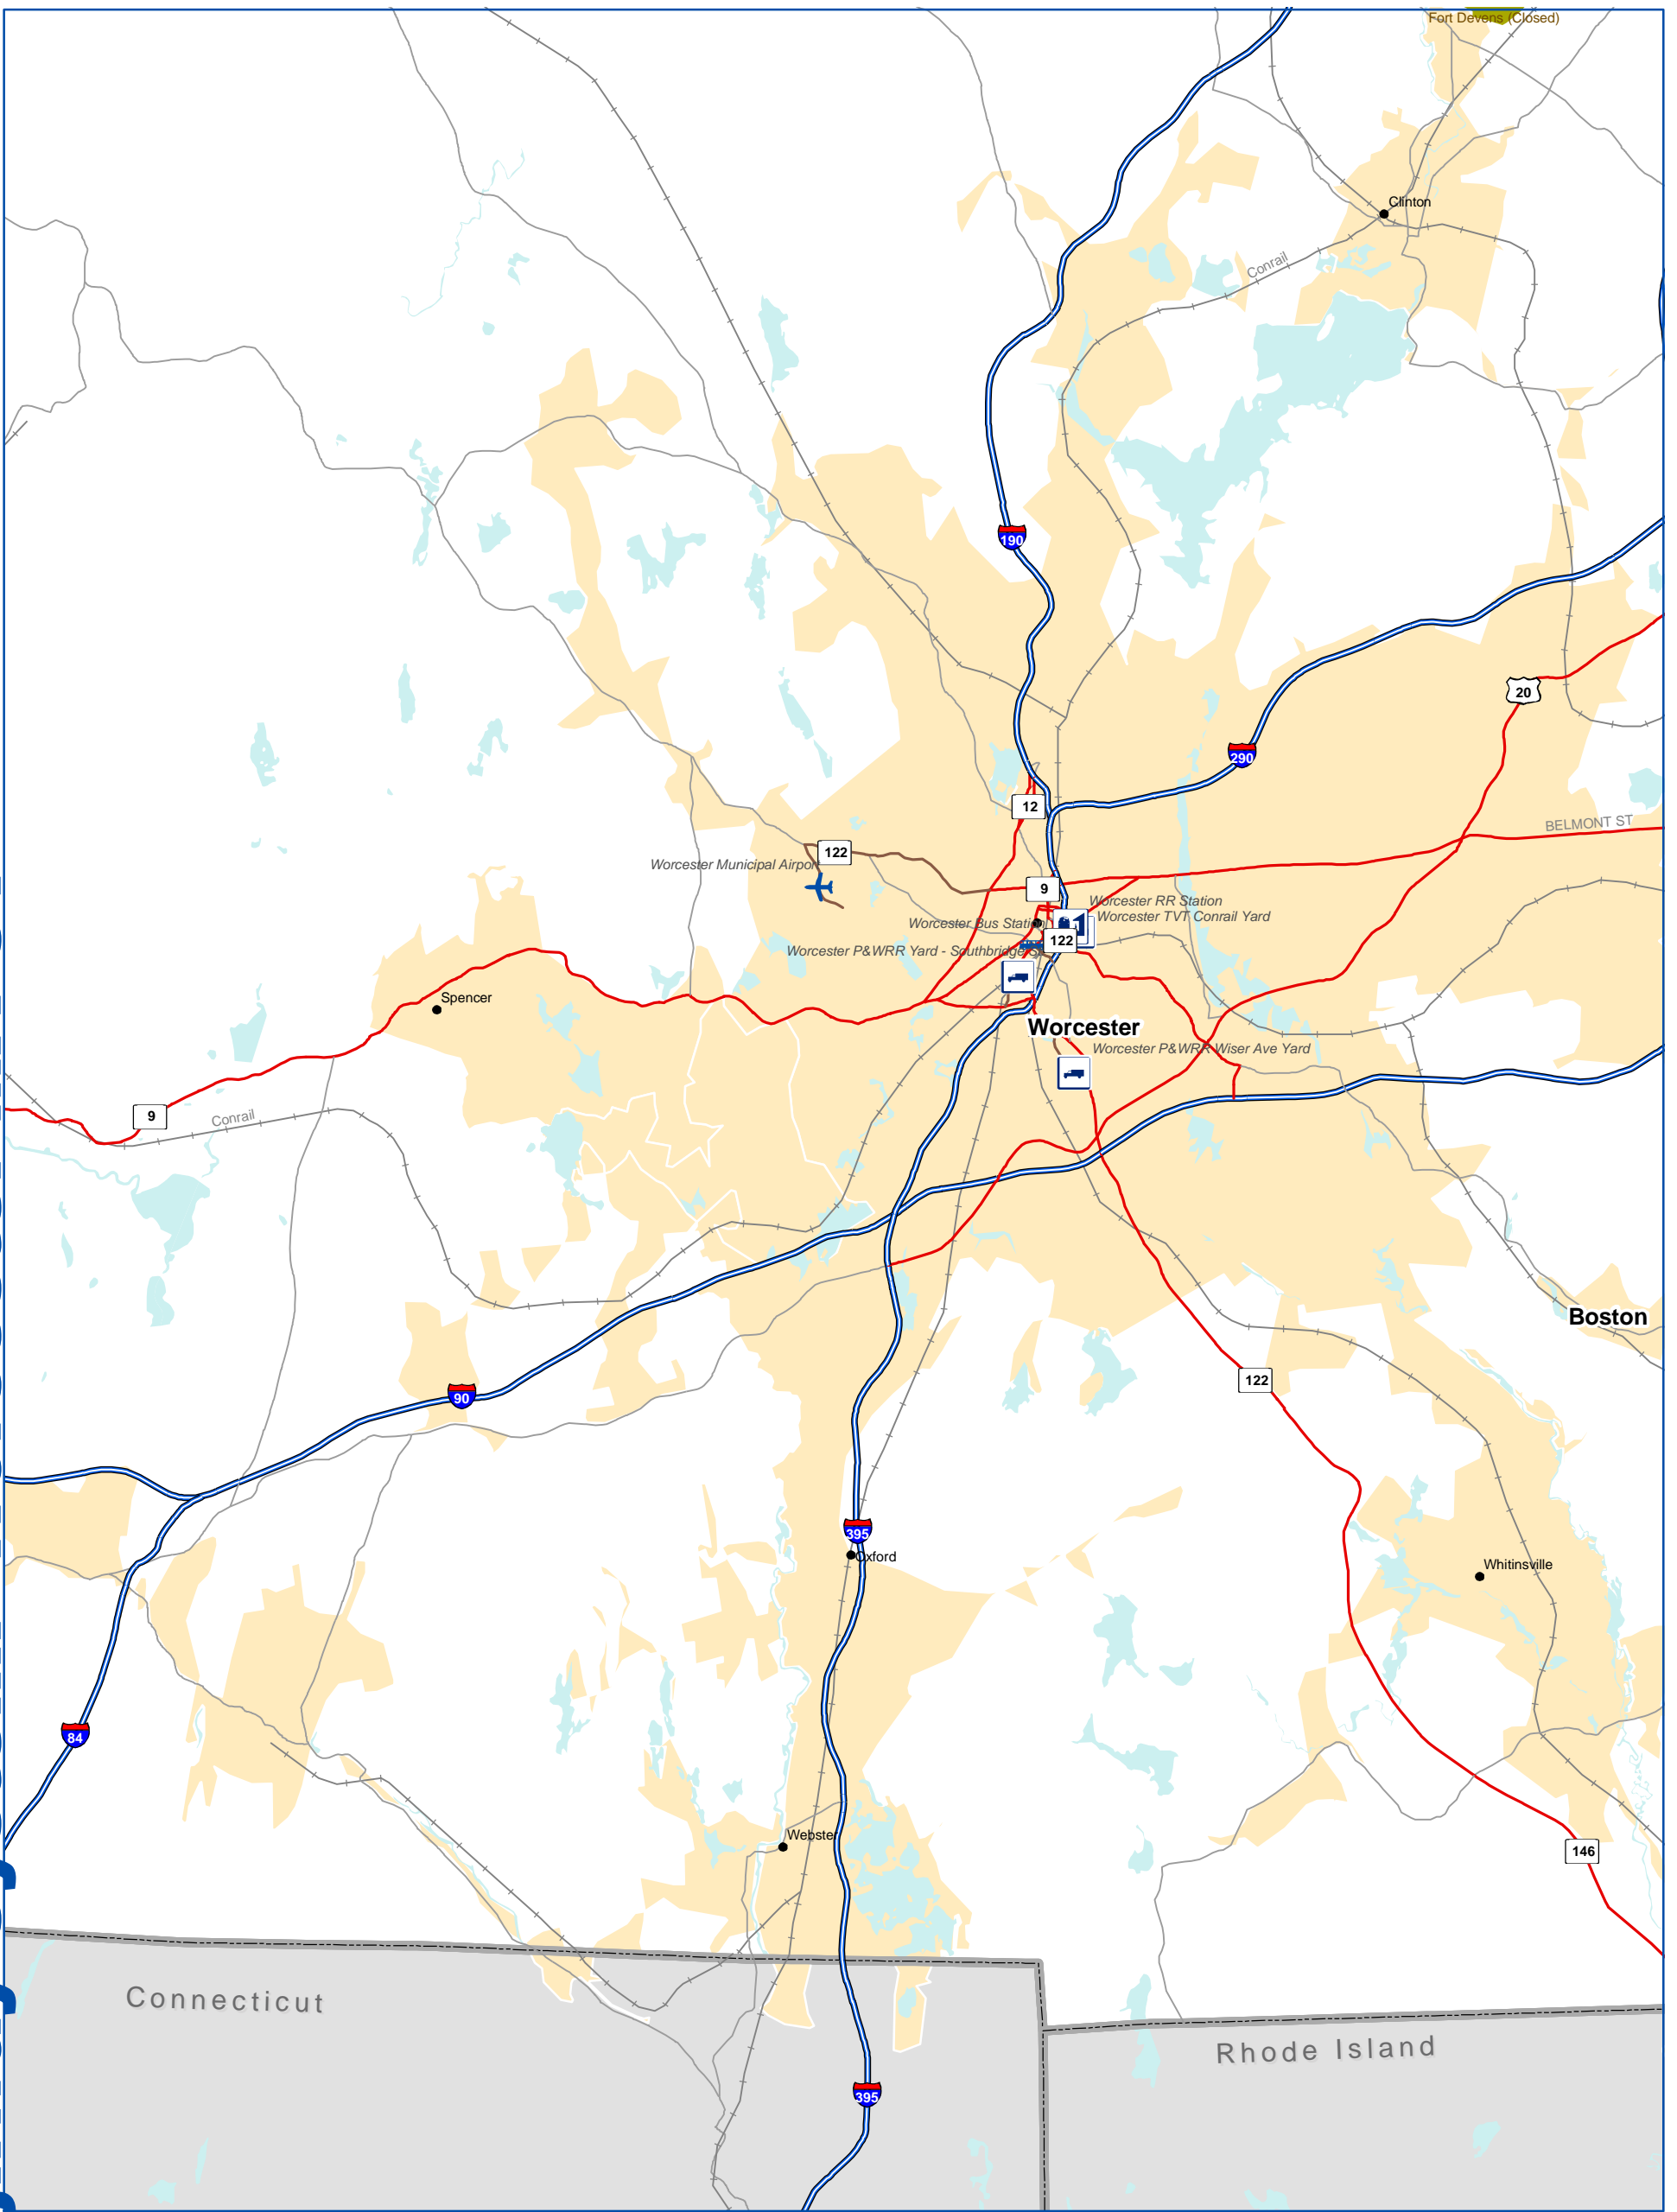 Fort Devens (Closed)
Clinton
Conrail
190
20
290
12
BELMONT ST
122
Worcester Municipal Airport
9
Worcester RR Station
Worcester TVT Conrail Yard
Worcester Bus Station
122
Worcester P&WRR Yard - Southbridge St
Spencer
Worcester
Worcester P&WRR Wiser Ave Yard
9
Conrail
Boston
122
90
395
Oxford
Whitinsville
84
Webster
146
Connecticut
Rhode Island
395